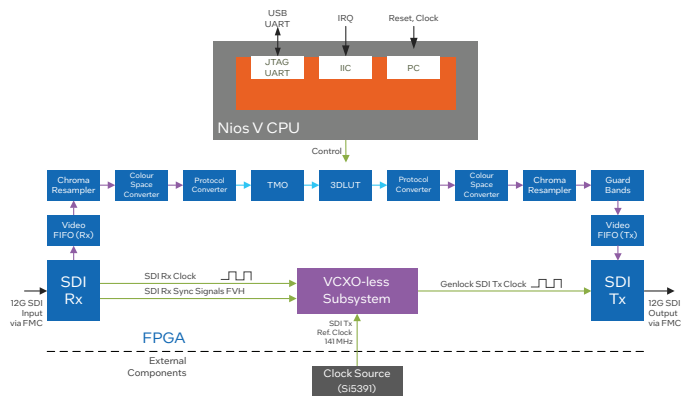 USB
UART
IRQ
Reset, Clock
JTAG
UART
IIC
PC
Nios V CPU
Control
Chroma
Resampler
Colour
Space
Converter
Protocol
Converter
TMO
3DLUT
Protocol
Converter
Colour
Space
Converter
Chroma
Resampler
Guard
Bands
Video
FIFO (Rx)
Video
FIFO (Tx)
SDI
Rx
SDI Rx Clock
SDI Rx Sync Signals FVH
VCXO-less
Subsystem
Genlock SDI Tx Clock
SDI
Tx
12G SDI
Input
via FMC
12G SDI
Output
via FMC
SDI Tx
Ref. Clock
141 MHz
FPGA
External
Components
Clock Source
(Si5391)